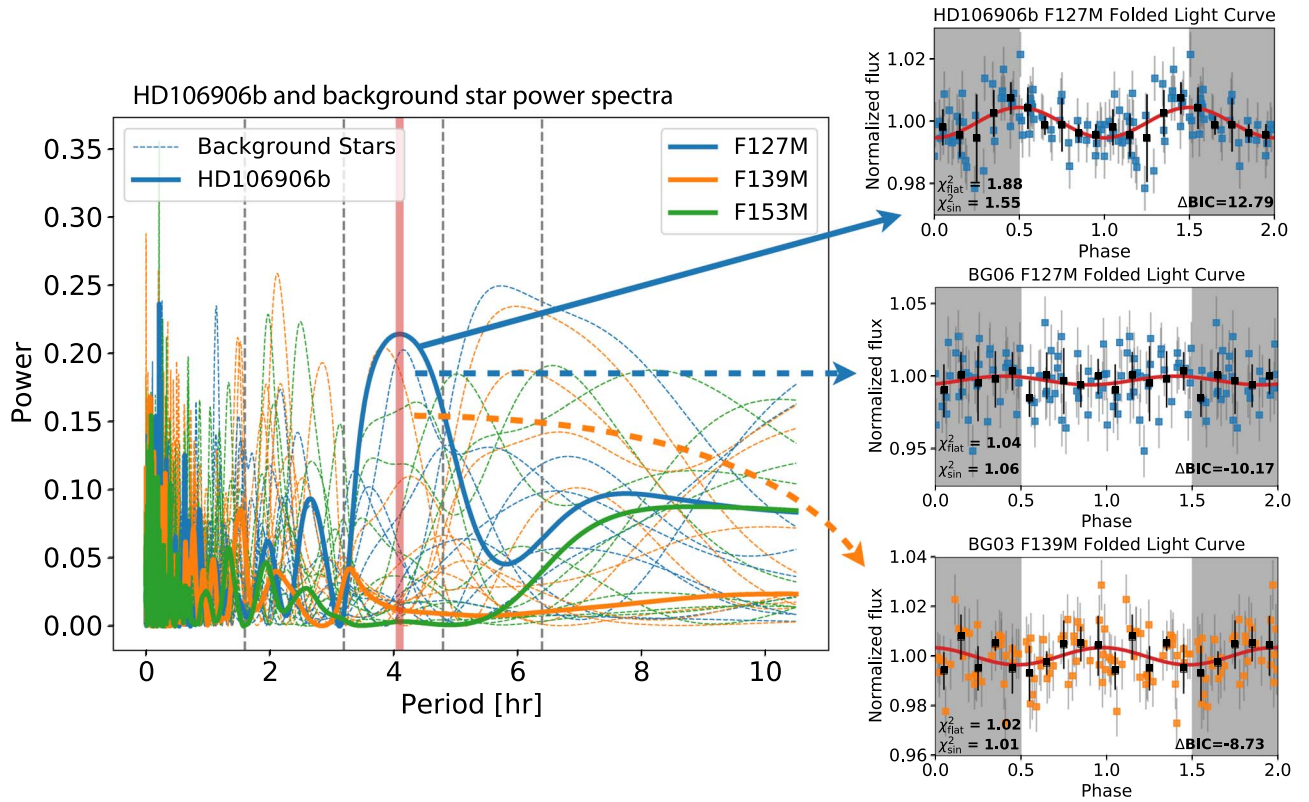 HD106906b and background star power spectra
Background Stars
HD106906b
F127M
F139M
F153M
0.35
0.30
0.25
0.20
0.15
0.10
0.05
0.00
Power
0 2 4 6 8 10
Period [hr]
HD106906b F127M Folded Light Curve
1.02
1.00
0.98
Normalized flux
χ²flat = 1.88
χ²sin = 1.55
ΔBIC=12.79
0.0 0.5 1.0 1.5 2.0
Phase
BG06 F127M Folded Light Curve
1.05
1.00
0.95
Normalized flux
χ²flat = 1.04
χ²sin = 1.06
ΔBIC=-10.17
0.0 0.5 1.0 1.5 2.0
Phase
BG03 F139M Folded Light Curve
1.04
1.02
1.00
0.98
0.96
Normalized flux
χ²flat = 1.02
χ²sin = 1.01
ΔBIC=-8.73
0.0 0.5 1.0 1.5 2.0
Phase